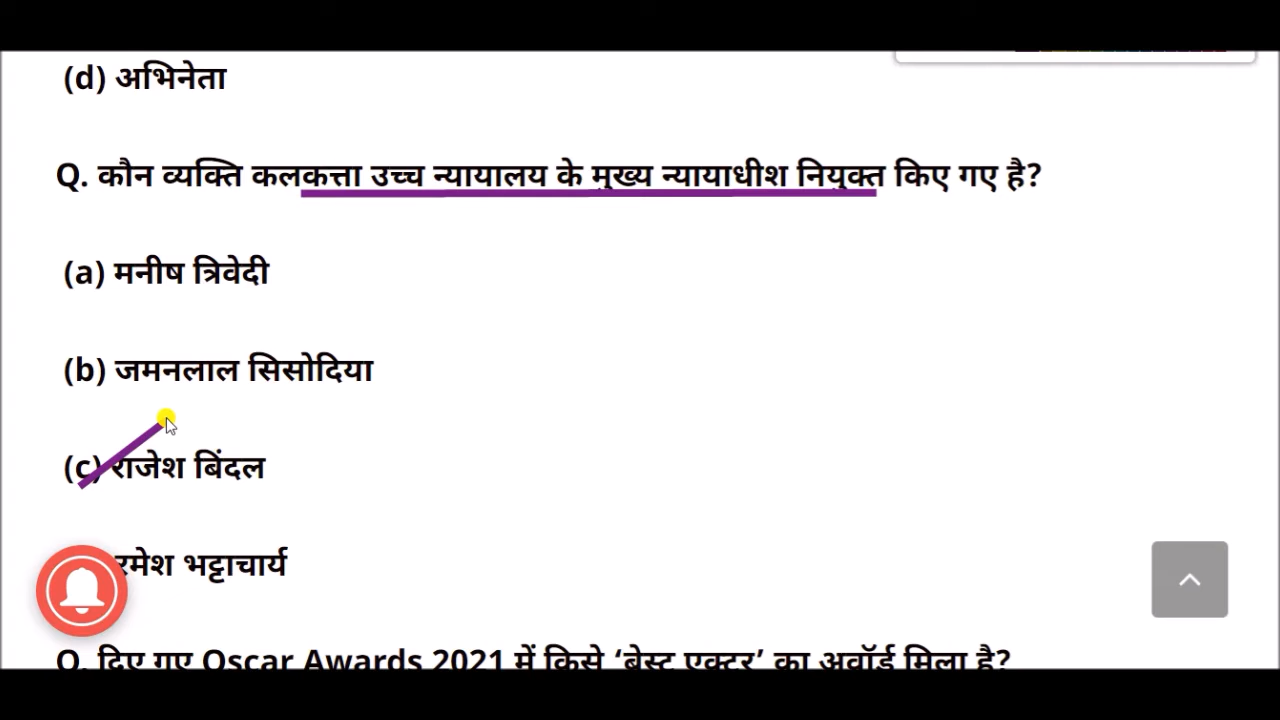 (d) अभिनेता
Q. कौन व्यक्ति कलकत्ता उच्च न्यायालय के मुख्य न्यायाधीश नियुक्त किए गए है?
(a) मनीष त्रिवेदी
(b) जमनलाल सिसोदिया
(c) राजेश बिंदल
रमेश भट्टाचार्य
Q. दिए गए Oscar Awards 2021 में किसे ‘बेस्ट एक्टर’ का अवॉर्ड मिला है?